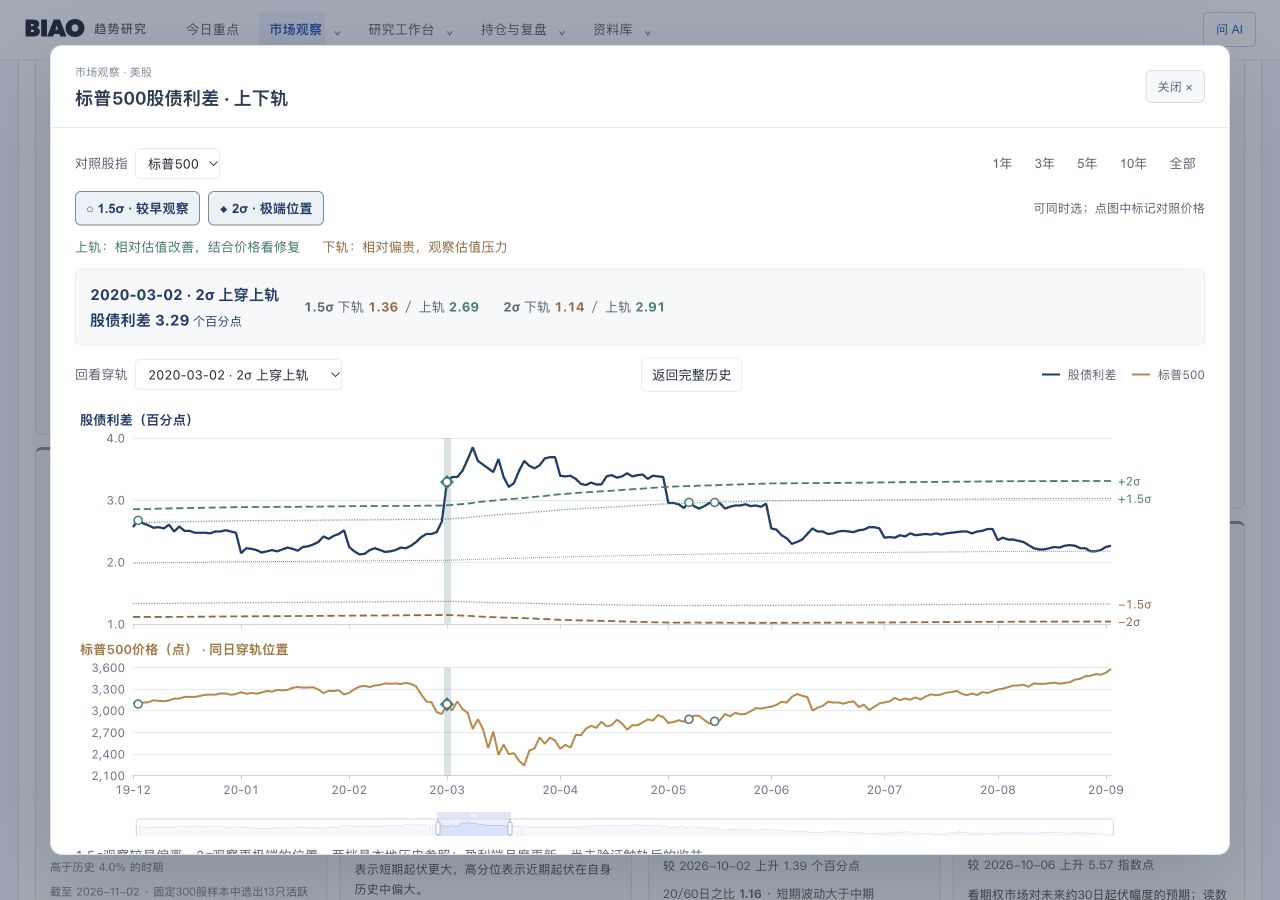 BIAO 趋势研究 今日重点 市场观察 研究工作台 持仓与复盘 资料库 问 AI
市场观察 · 美股
标普500股债利差 · 上下轨
关闭 ×
对照股指 标普500 1年 3年 5年 10年 全部
○ 1.5σ · 较早观察 ◆ 2σ · 极端位置 可同时选；点图中标记对照价格
上轨：相对估值改善，结合价格看修复 下轨：相对偏贵，观察估值压力
2020-03-02 · 2σ 上穿上轨
股债利差 3.29 个百分点
1.5σ 下轨 1.36 / 上轨 2.69 2σ 下轨 1.14 / 上轨 2.91
回看穿轨 2020-03-02 · 2σ 上穿上轨 返回完整历史 股债利差 标普500
股债利差（百分点）
4.0
3.0
2.0
1.0
+2σ
+1.5σ
−1.5σ
−2σ
标普500价格（点） · 同日穿轨位置
3,600
3,300
3,000
2,700
2,400
2,100
19-12 20-01 20-02 20-03 20-04 20-05 20-06 20-07 20-08 20-09
高于历史 4.0% 的时期
截至 2026-11-02 · 固定300股样本中选出13只活跃
表示短期起伏更大，高分位表示近期起伏在自身
历史中偏大。
较 2026-10-02 上升 1.39 个百分点
20/60日之比 1.16 · 短期波动大于中期
较 2026-10-06 上升 5.57 指数点
看期权市场对未来约30日起伏幅度的预期；读数